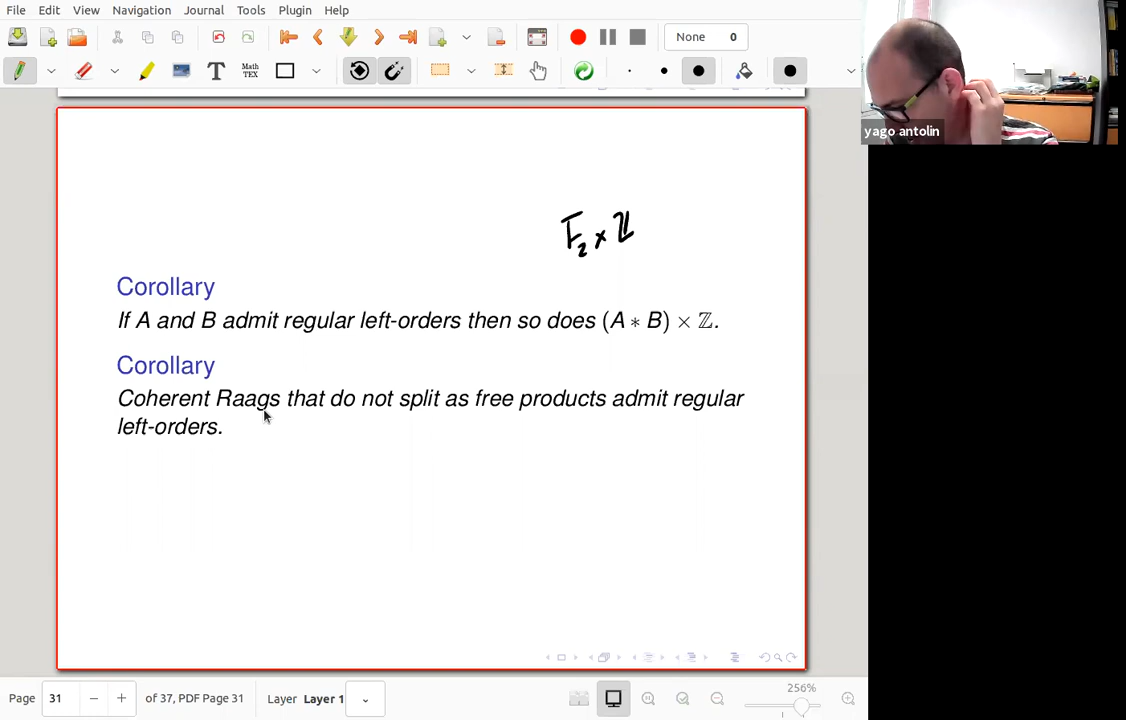 File Edit View Navigation Journal Tools Plugin Help
None 0
T Math TEX
yago antolin
F₂ × ℤ
Corollary
If A and B admit regular left-orders then so does (A ∗ B) × ℤ.
Corollary
Coherent Raags that do not split as free products admit regular
left-orders.
Page 31 − + of 37, PDF Page 31 Layer Layer 1 256%